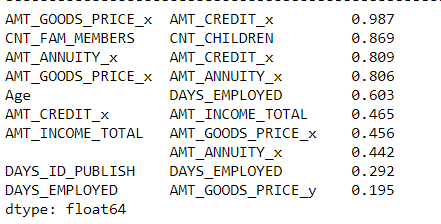 AMT_GOODS_PRICE_x  AMT_CREDIT_x        0.987
CNT_FAM_MEMBERS    CNT_CHILDREN        0.869
AMT_ANNUITY_x      AMT_CREDIT_x        0.809
AMT_GOODS_PRICE_x  AMT_ANNUITY_x       0.806
Age                DAYS_EMPLOYED       0.603
AMT_CREDIT_x       AMT_INCOME_TOTAL    0.465
AMT_INCOME_TOTAL   AMT_GOODS_PRICE_x   0.456
                   AMT_ANNUITY_x       0.442
DAYS_ID_PUBLISH    DAYS_EMPLOYED       0.292
DAYS_EMPLOYED      AMT_GOODS_PRICE_y   0.195
dtype: float64